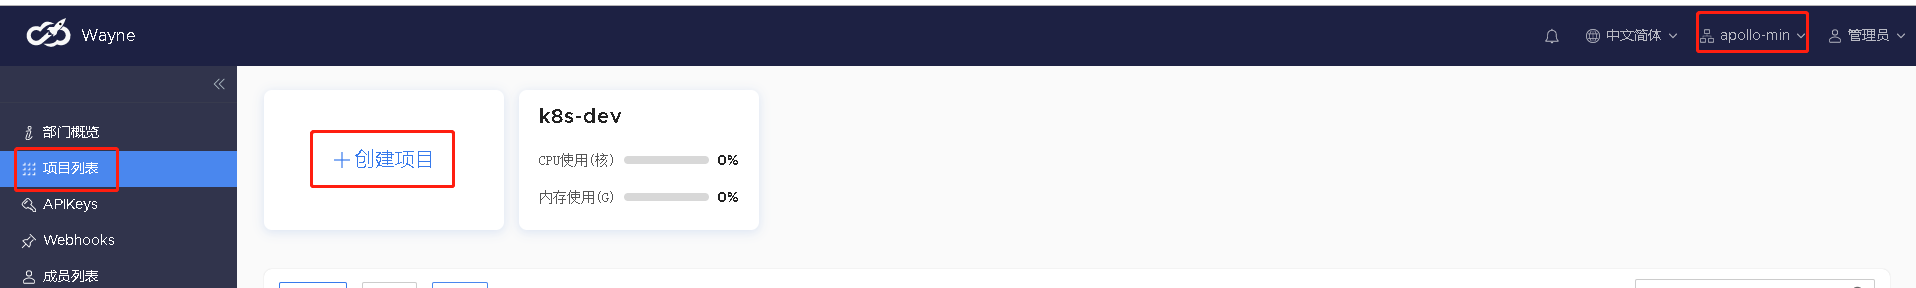 Wayne
中文简体
apollo-min
管理员
部门概览
项目列表
APIKeys
Webhooks
成员列表
+创建项目
k8s-dev
CPU使用(核) 0%
内存使用(G) 0%